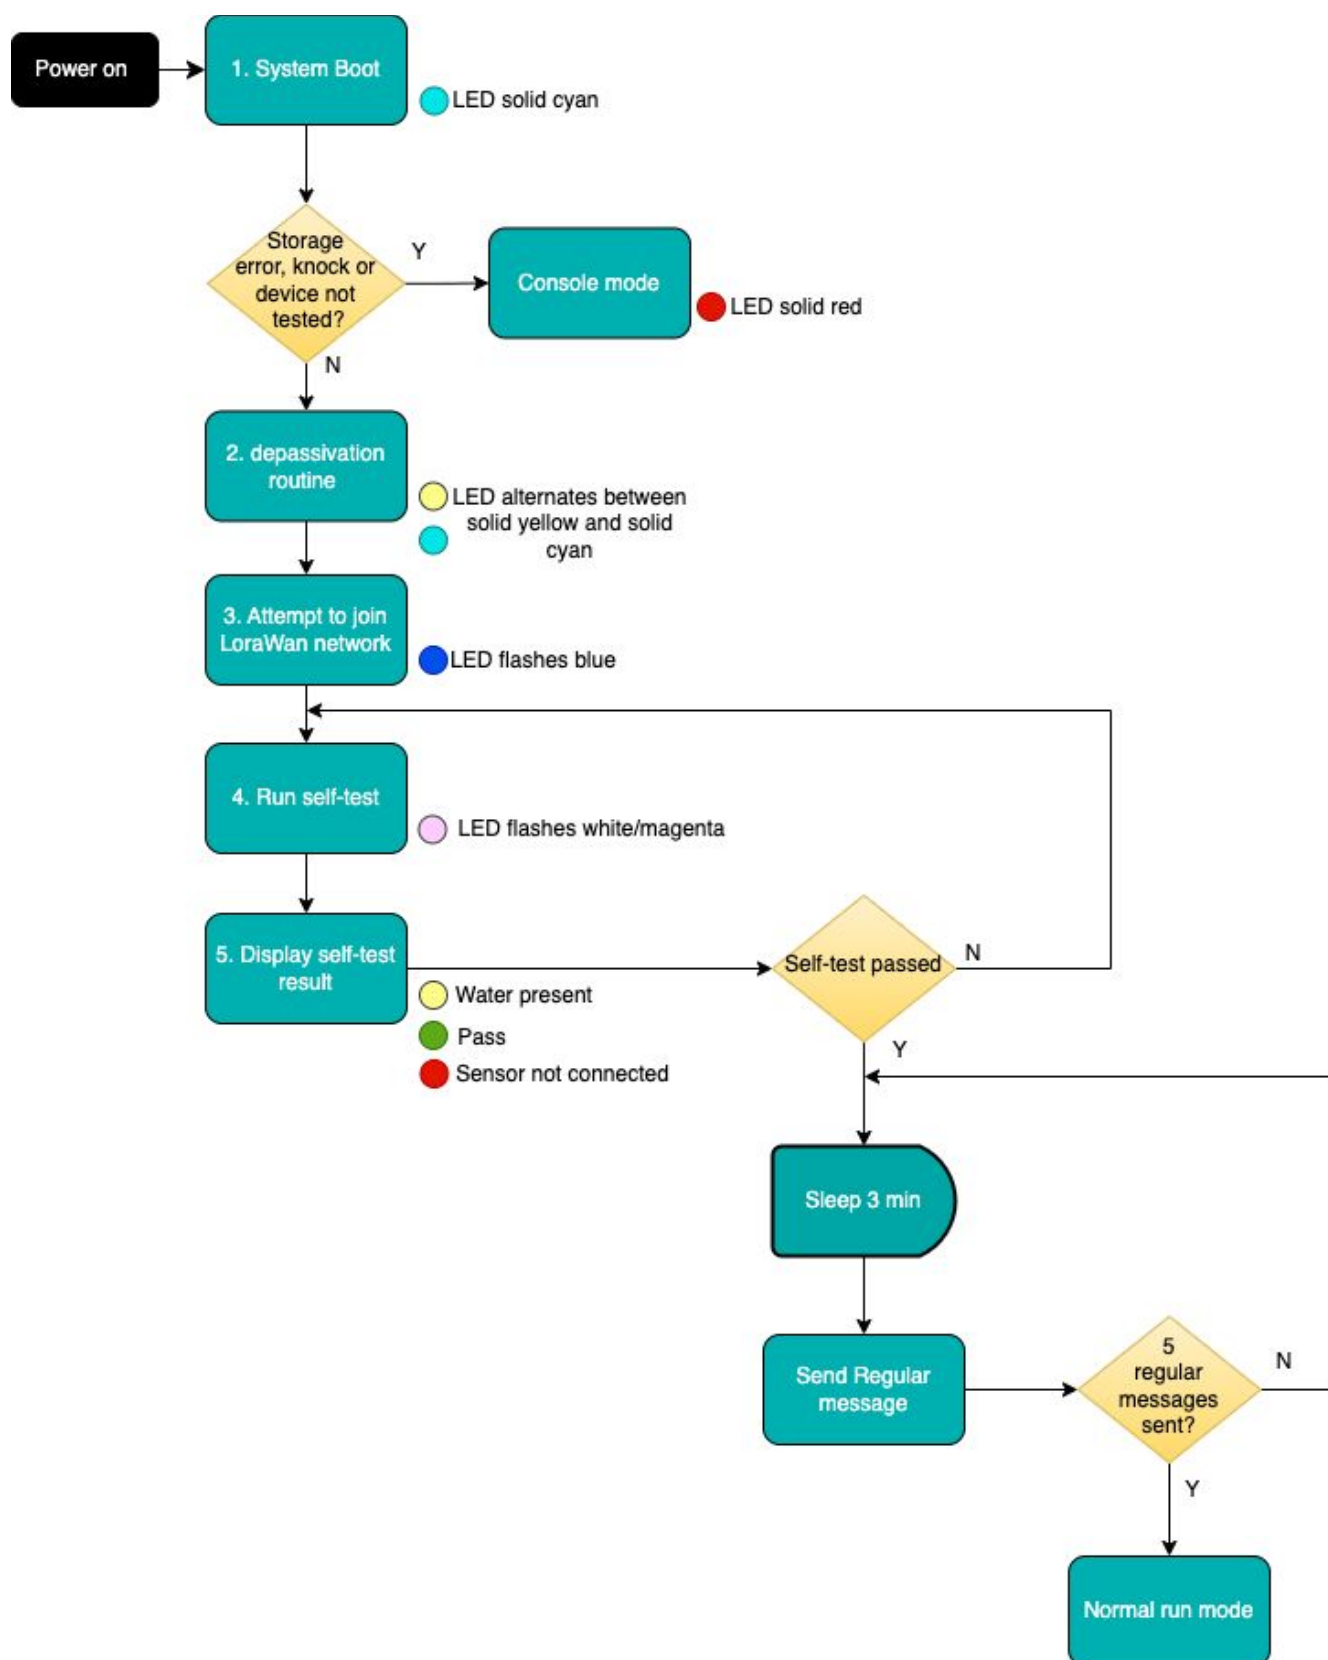 Power on
1. System Boot
LED solid cyan
Storage
error, knock or
device not
tested?
Y
Console mode
LED solid red
N
2. depassivation
routine
LED alternates between
solid yellow and solid
cyan
3. Attempt to join
LoraWan network
LED flashes blue
4. Run self-test
LED flashes white/magenta
5. Display self-test
result
Water present
Pass
Sensor not connected
Self-test passed
N
Y
Sleep 3 min
Send Regular
message
5
regular
messages
sent?
N
Y
Normal run mode